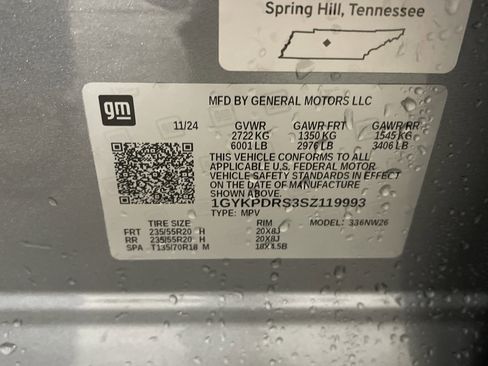 Spring Hill, Tennessee
gm
MFD BY GENERAL MOTORS LLC
11/24 GVWR GAWR FRT GAWR RR
2722 KG 1350 KG 1545 KG
6001 LB 2976 LB 3406 LB
THIS VEHICLE CONFORMS TO ALL
APPLICABLE U.S. FEDERAL MOTOR
VEHICLE SAFETY STANDARDS IN EFFECT
ON THE DATE OF MANUFACTURE
SHOWN ABOVE.
1GYKPDRS3SZ119993
TYPE: MPV MODEL: 336NW26
TIRE SIZE RIM
FRT 235/55R20 H 20X8J
RR 235/55R20 H 20X8J
SPA T135/70R18 M 18X4.5B